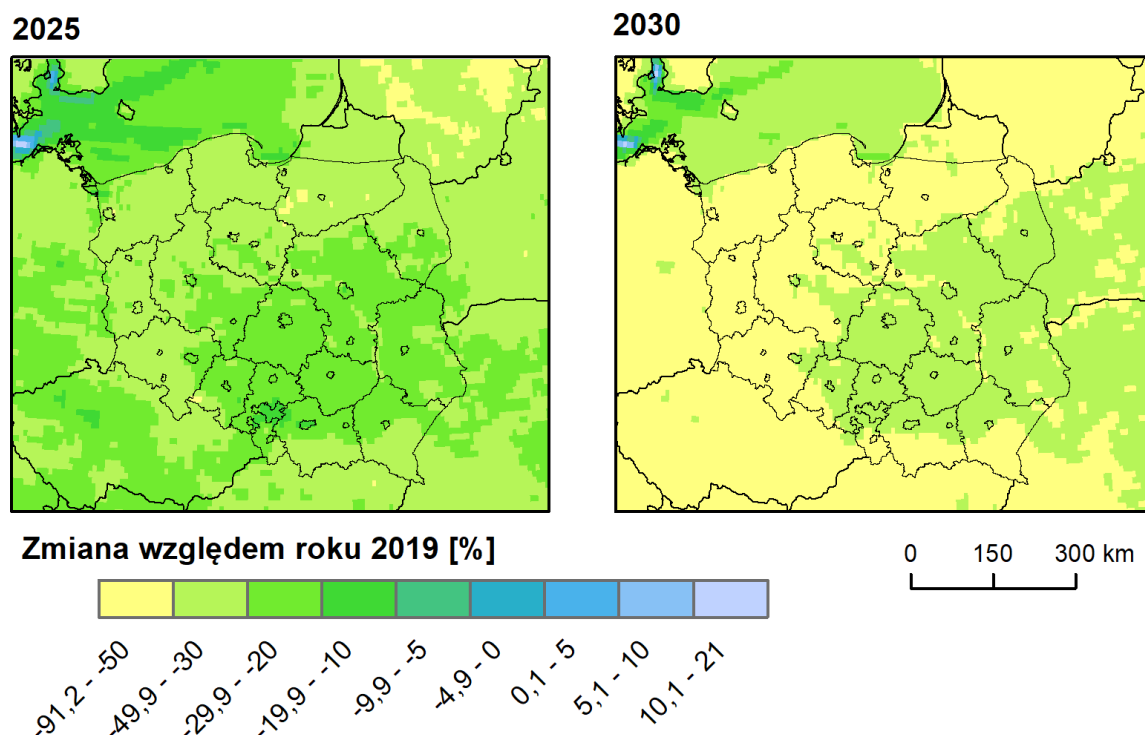 2025
2030
Zmiana względem roku 2019 [%]
0 150 300 km
-91,2 - -50
-49,9 - -30
-29,9 - -20
-19,9 - -10
-9,9 - -5
-4,9 - 0
0,1 - 5
5,1 - 10
10,1 - 21